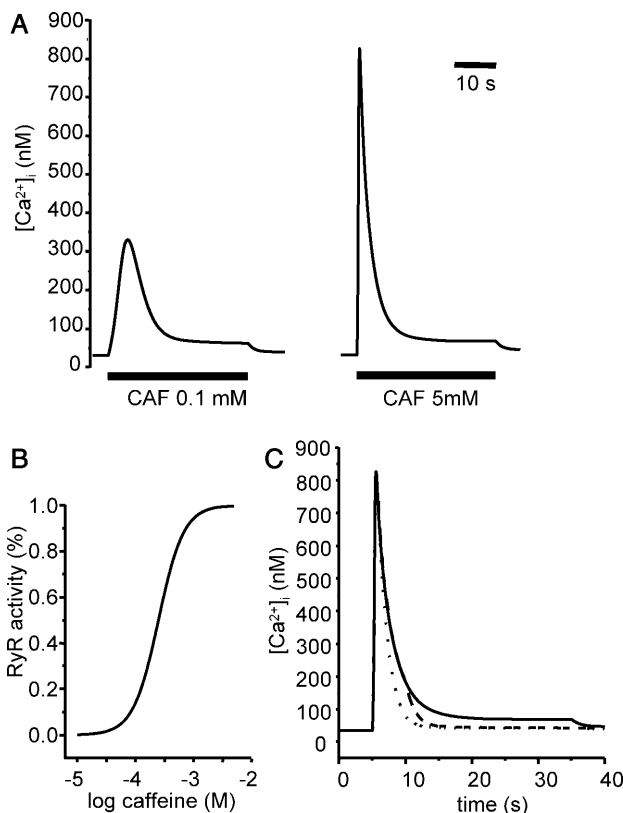 A
900
800
700
600
500
400
300
200
100
0
[Ca²⁺]ᵢ (nM)
10 s
CAF 0.1 mM
CAF 5mM
B
1.0
0.8
0.6
0.4
0.2
0.0
RyR activity (%)
-5 -4 -3 -2 -1
log caffeine (M)
C
900
800
700
600
500
400
300
200
100
0
[Ca²⁺]ᵢ (nM)
0 10 20 30 40
time (s)